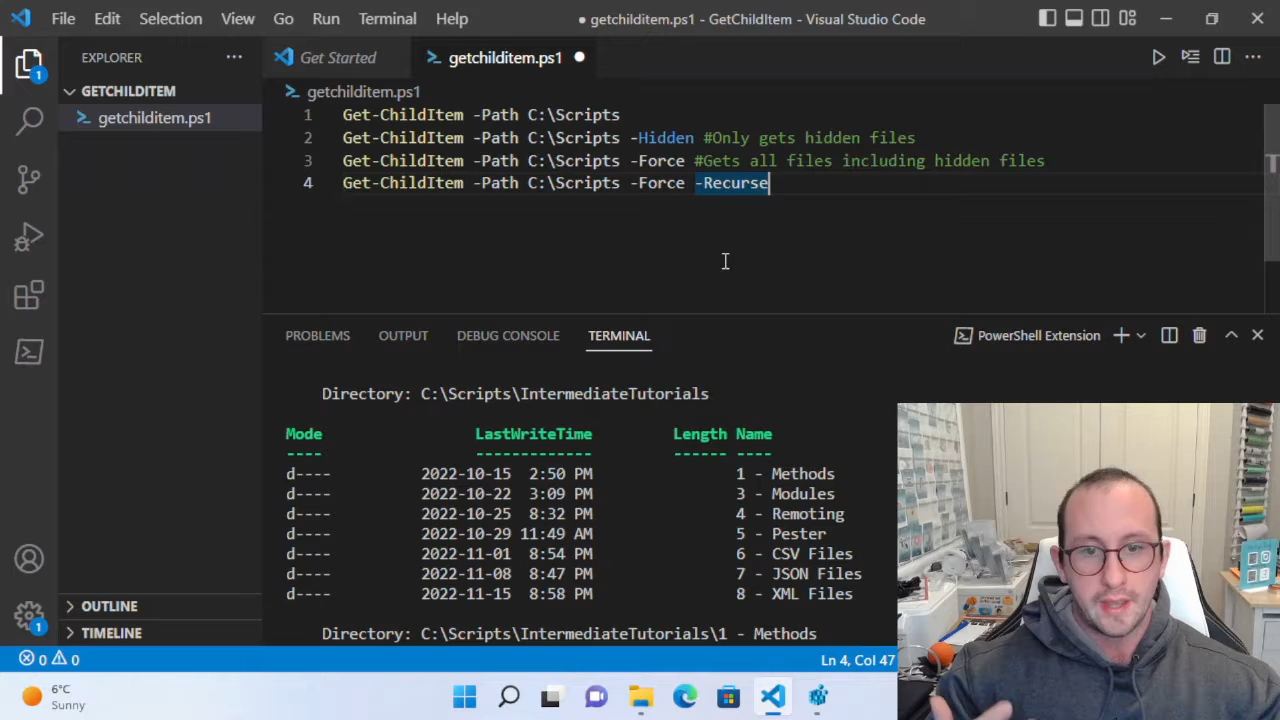 File Edit Selection View Go Run Terminal Help
● getchilditem.ps1 - GetChildItem - Visual Studio Code
EXPLORER
Get Started
getchilditem.ps1
GETCHILDITEM
getchilditem.ps1
getchilditem.ps1
1 Get-ChildItem -Path C:\Scripts
2 Get-ChildItem -Path C:\Scripts -Hidden #Only gets hidden files
3 Get-ChildItem -Path C:\Scripts -Force #Gets all files including hidden files
4 Get-ChildItem -Path C:\Scripts -Force -Recurse
PROBLEMS OUTPUT DEBUG CONSOLE TERMINAL
PowerShell Extension
Directory: C:\Scripts\IntermediateTutorials
Mode LastWriteTime Length Name
---- ------------- ------ ----
d---- 2022-10-15 2:50 PM 1 - Methods
d---- 2022-10-22 3:09 PM 3 - Modules
d---- 2022-10-25 8:32 PM 4 - Remoting
d---- 2022-10-29 11:49 AM 5 - Pester
d---- 2022-11-01 8:54 PM 6 - CSV Files
d---- 2022-11-08 8:47 PM 7 - JSON Files
d---- 2022-11-15 8:58 PM 8 - XML Files
Directory: C:\Scripts\IntermediateTutorials\1 - Methods
OUTLINE
TIMELINE
1
1
0 0
Ln 4, Col 47
6°C
Sunny